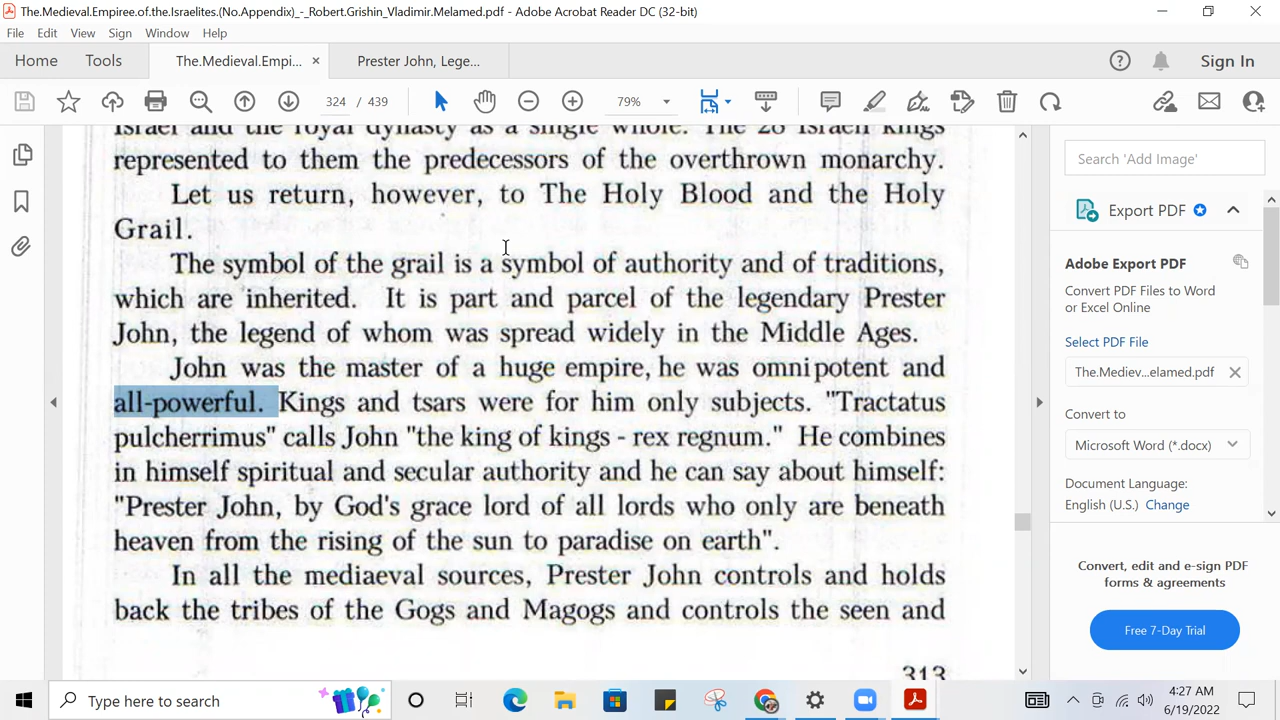 The.Medieval.Empiree.of.the.Israelites.(No.Appendix)_-_Robert.Grishin_Vladimir.Melamed.pdf - Adobe Acrobat Reader DC (32-bit)
File Edit View Sign Window Help
Home Tools The.Medieval.Empi... × Prester John, Lege... Sign In
324 / 439 79%
Israel and the royal dynasty as a single whole. The 28 Israeli kings
represented to them the predecessors of the overthrown monarchy.
Let us return, however, to The Holy Blood and the Holy
Grail.
The symbol of the grail is a symbol of authority and of traditions,
which are inherited. It is part and parcel of the legendary Prester
John, the legend of whom was spread widely in the Middle Ages.
John was the master of a huge empire, he was omnipotent and
all-powerful. Kings and tsars were for him only subjects. "Tractatus
pulcherrimus" calls John "the king of kings - rex regnum." He combines
in himself spiritual and secular authority and he can say about himself:
"Prester John, by God's grace lord of all lords who only are beneath
heaven from the rising of the sun to paradise on earth".
In all the mediaeval sources, Prester John controls and holds
back the tribes of the Gogs and Magogs and controls the seen and
313
Search 'Add Image'
Export PDF
Adobe Export PDF
Convert PDF Files to Word
or Excel Online
Select PDF File
The.Mediev...elamed.pdf
Convert to
Microsoft Word (*.docx)
Document Language:
English (U.S.) Change
Convert, edit and e-sign PDF
forms & agreements
Free 7-Day Trial
Type here to search
4:27 AM
6/19/2022